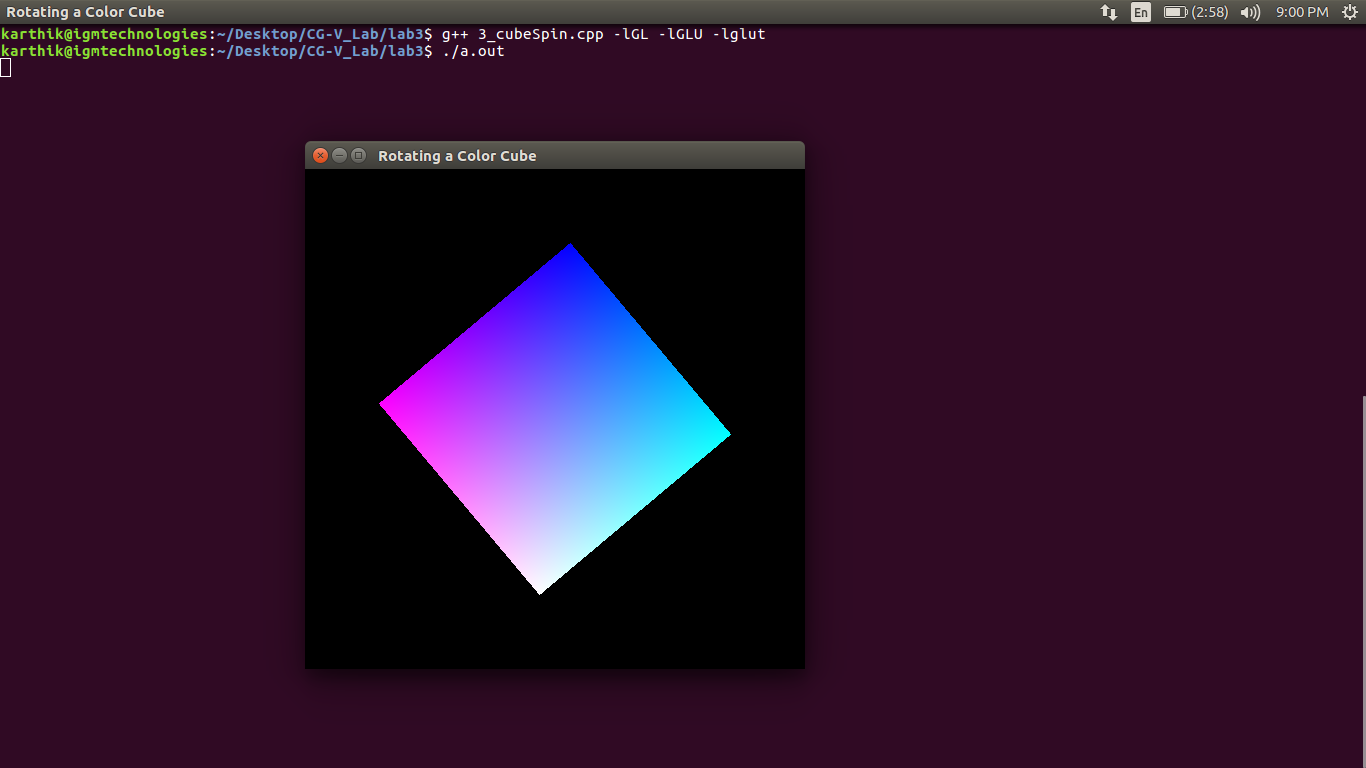 Rotating a Color Cube
En (2:58) 9:00 PM
karthik@igmtechnologies:~/Desktop/CG-V_Lab/lab3$ g++ 3_cubeSpin.cpp -lGL -lGLU -lglut
karthik@igmtechnologies:~/Desktop/CG-V_Lab/lab3$ ./a.out
Rotating a Color Cube